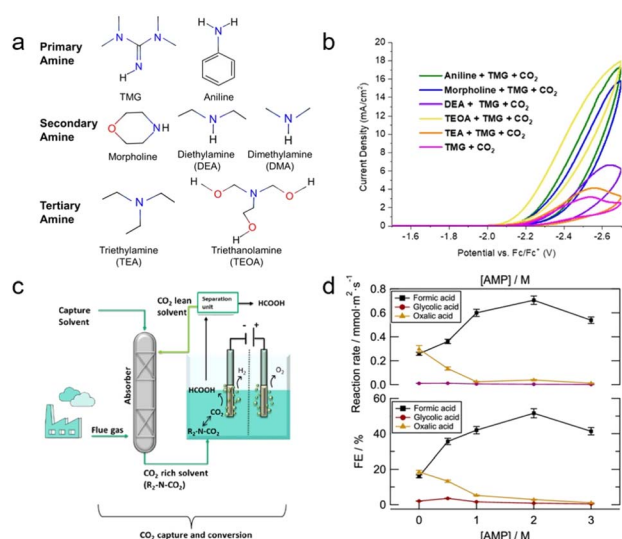 a
Primary
Amine
N
N
N
H
TMG
H
N
H
Aniline
Secondary
Amine
O
NH
Morpholine
N
H
Diethylamine
(DEA)
N
H
Dimethylamine
(DMA)
Tertiary
Amine
N
Triethylamine
(TEA)
H
O
N
O
H
O
H
Triethanolamine
(TEOA)
b
Current Density (mA/cm²)
18
16
14
12
10
8
6
4
2
0
Aniline + TMG + CO₂
Morpholine + TMG + CO₂
DEA + TMG + CO₂
TEOA + TMG + CO₂
TEA + TMG + CO₂
TMG + CO₂
-1.5
-1.8
-2.1
-2.4
-2.7
Potential vs. Fc/Fc⁺ (V)
c
Capture
Solvent
CO₂ lean
solvent
Separation
unit
HCOOH
Absorber
Flue gas
- +
H₂
O₂
HCOOH
CO₂
R₂-N-CO₂
CO₂ rich solvent
(R₂-N-CO₂)
CO₂ capture and conversion
d
[AMP] / M
0 1 2 3
Reaction rate / mmol·m⁻²·s⁻¹
0.8
0.6
0.4
0.2
0.0
Formic acid
Glycolic acid
Oxalic acid
FE / %
60
40
20
0
Formic acid
Glycolic acid
Oxalic acid
0 1 2 3
[AMP] / M